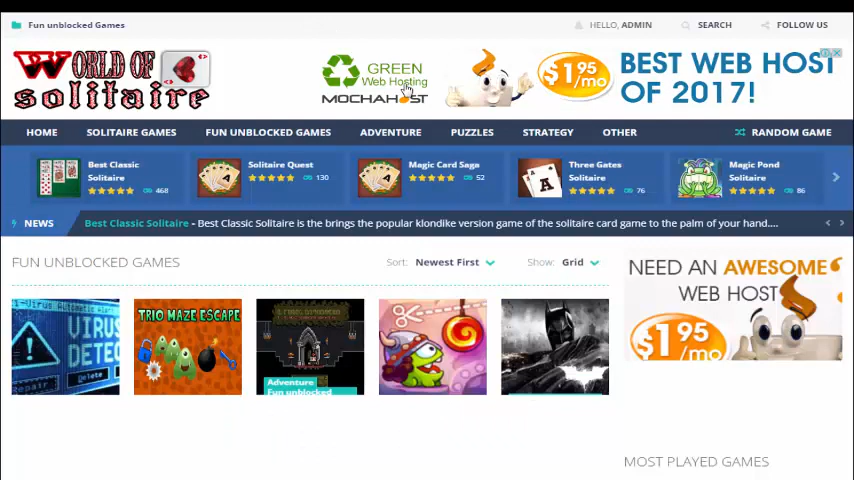 Fun unblocked Games
HELLO, ADMIN
SEARCH
FOLLOW US
WORLD OF
solitaire
GREEN
Web Hosting
MOCHAHOST
$1.95
/mo
BEST WEB HOST
OF 2017!
HOME
SOLITAIRE GAMES
FUN UNBLOCKED GAMES
ADVENTURE
PUZZLES
STRATEGY
OTHER
RANDOM GAME
Best Classic
Solitaire
468
Solitaire Quest
130
Magic Card Saga
52
Three Gates
Solitaire
76
Magic Pond
Solitaire
86
NEWS
Best Classic Solitaire - Best Classic Solitaire is the brings the popular klondike version game of the solitaire card game to the palm of your hand....
FUN UNBLOCKED GAMES
Sort: Newest First
Show: Grid
NEED AN AWESOME
WEB HOST
$1.95
/mo
VIRUS
Repair
Delete
TRIO MAZE ESCAPE
Adventure
Fun unblocked
MOST PLAYED GAMES